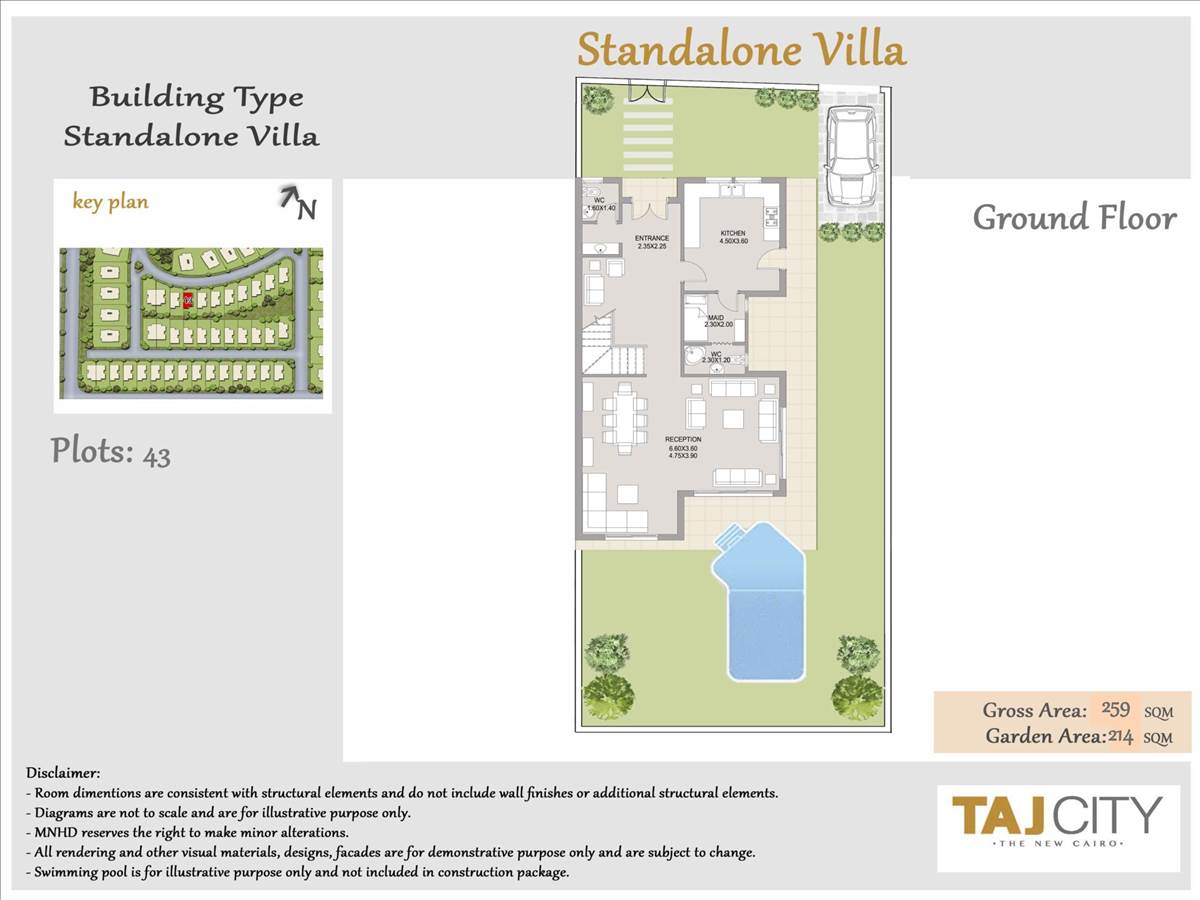 Standalone Villa
Building Type
Standalone Villa
key plan
N
43
Plots: 43
Ground Floor
WC
1.60X1.40
ENTRANCE
2.35X2.25
KITCHEN
4.50X3.60
MAID
2.30X2.00
WC
2.30X1.20
RECEPTION
6.60X3.60
4.75X3.90
Gross Area: 259 SQM
Garden Area:214 SQM
Disclaimer:
- Room dimentions are consistent with structural elements and do not include wall finishes or additional structural elements.
- Diagrams are not to scale and are for illustrative purpose only.
- MNHD reserves the right to make minor alterations.
- All rendering and other visual materials, designs, facades are for demonstrative purpose only and are subject to change.
- Swimming pool is for illustrative purpose only and not included in construction package.
TAJ CITY
• THE NEW CAIRO •